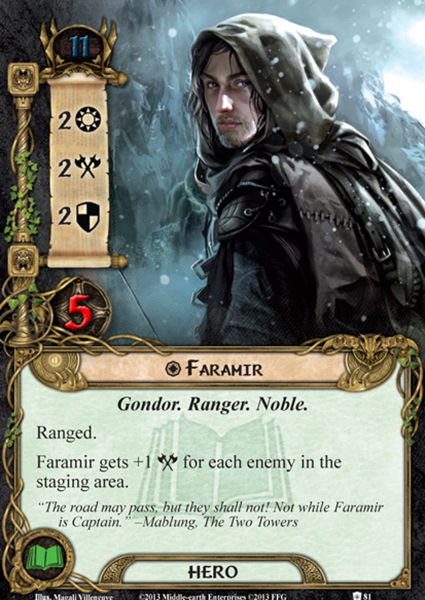 11
2
2
2
5
FARAMIR
Gondor. Ranger. Noble.
Ranged.
Faramir gets +1 for each enemy in the
staging area.
“The road may pass, but they shall not! Not while Faramir
is Captain.” –Mablung, The Two Towers
HERO
Illus. Magali Villeneuve ©2013 Middle-earth Enterprises ©2013 FFG 81